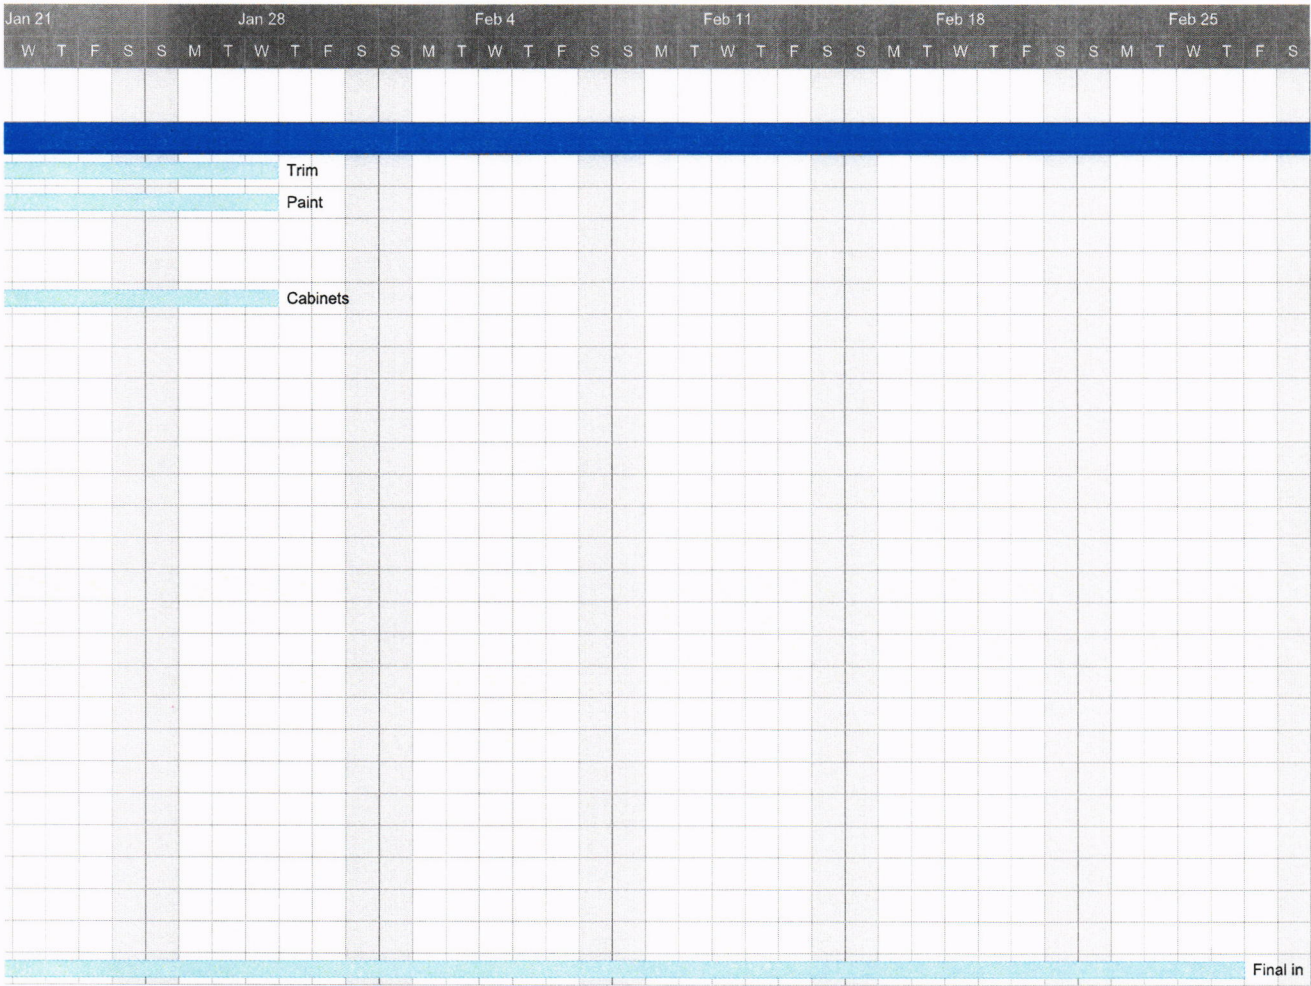 Jan 21 Jan 28 Feb 4 Feb 11 Feb 18 Feb 25
W T F S S M T W T F S S M T W T F S S M T W T F S S M T W T F S S M T W T F S
Trim
Paint
Cabinets
Final in